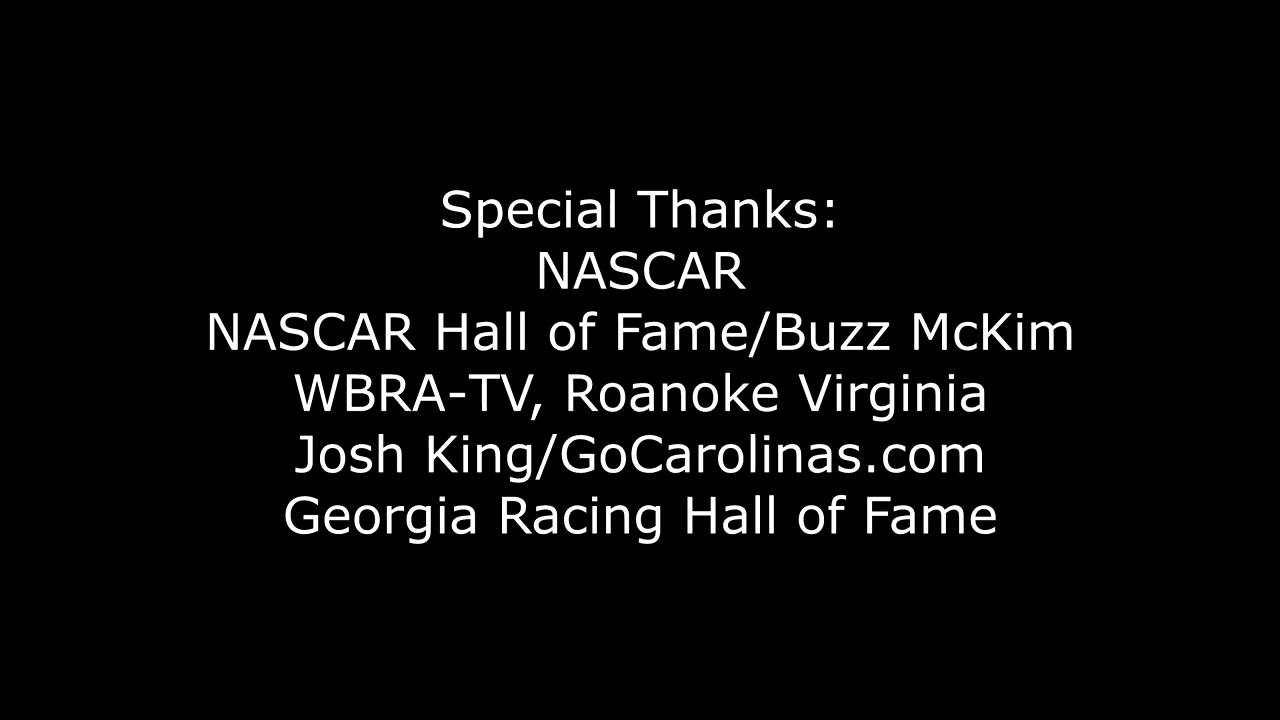 Special Thanks:
NASCAR
NASCAR Hall of Fame/Buzz McKim
WBRA-TV, Roanoke Virginia
Josh King/GoCarolinas.com
Georgia Racing Hall of Fame